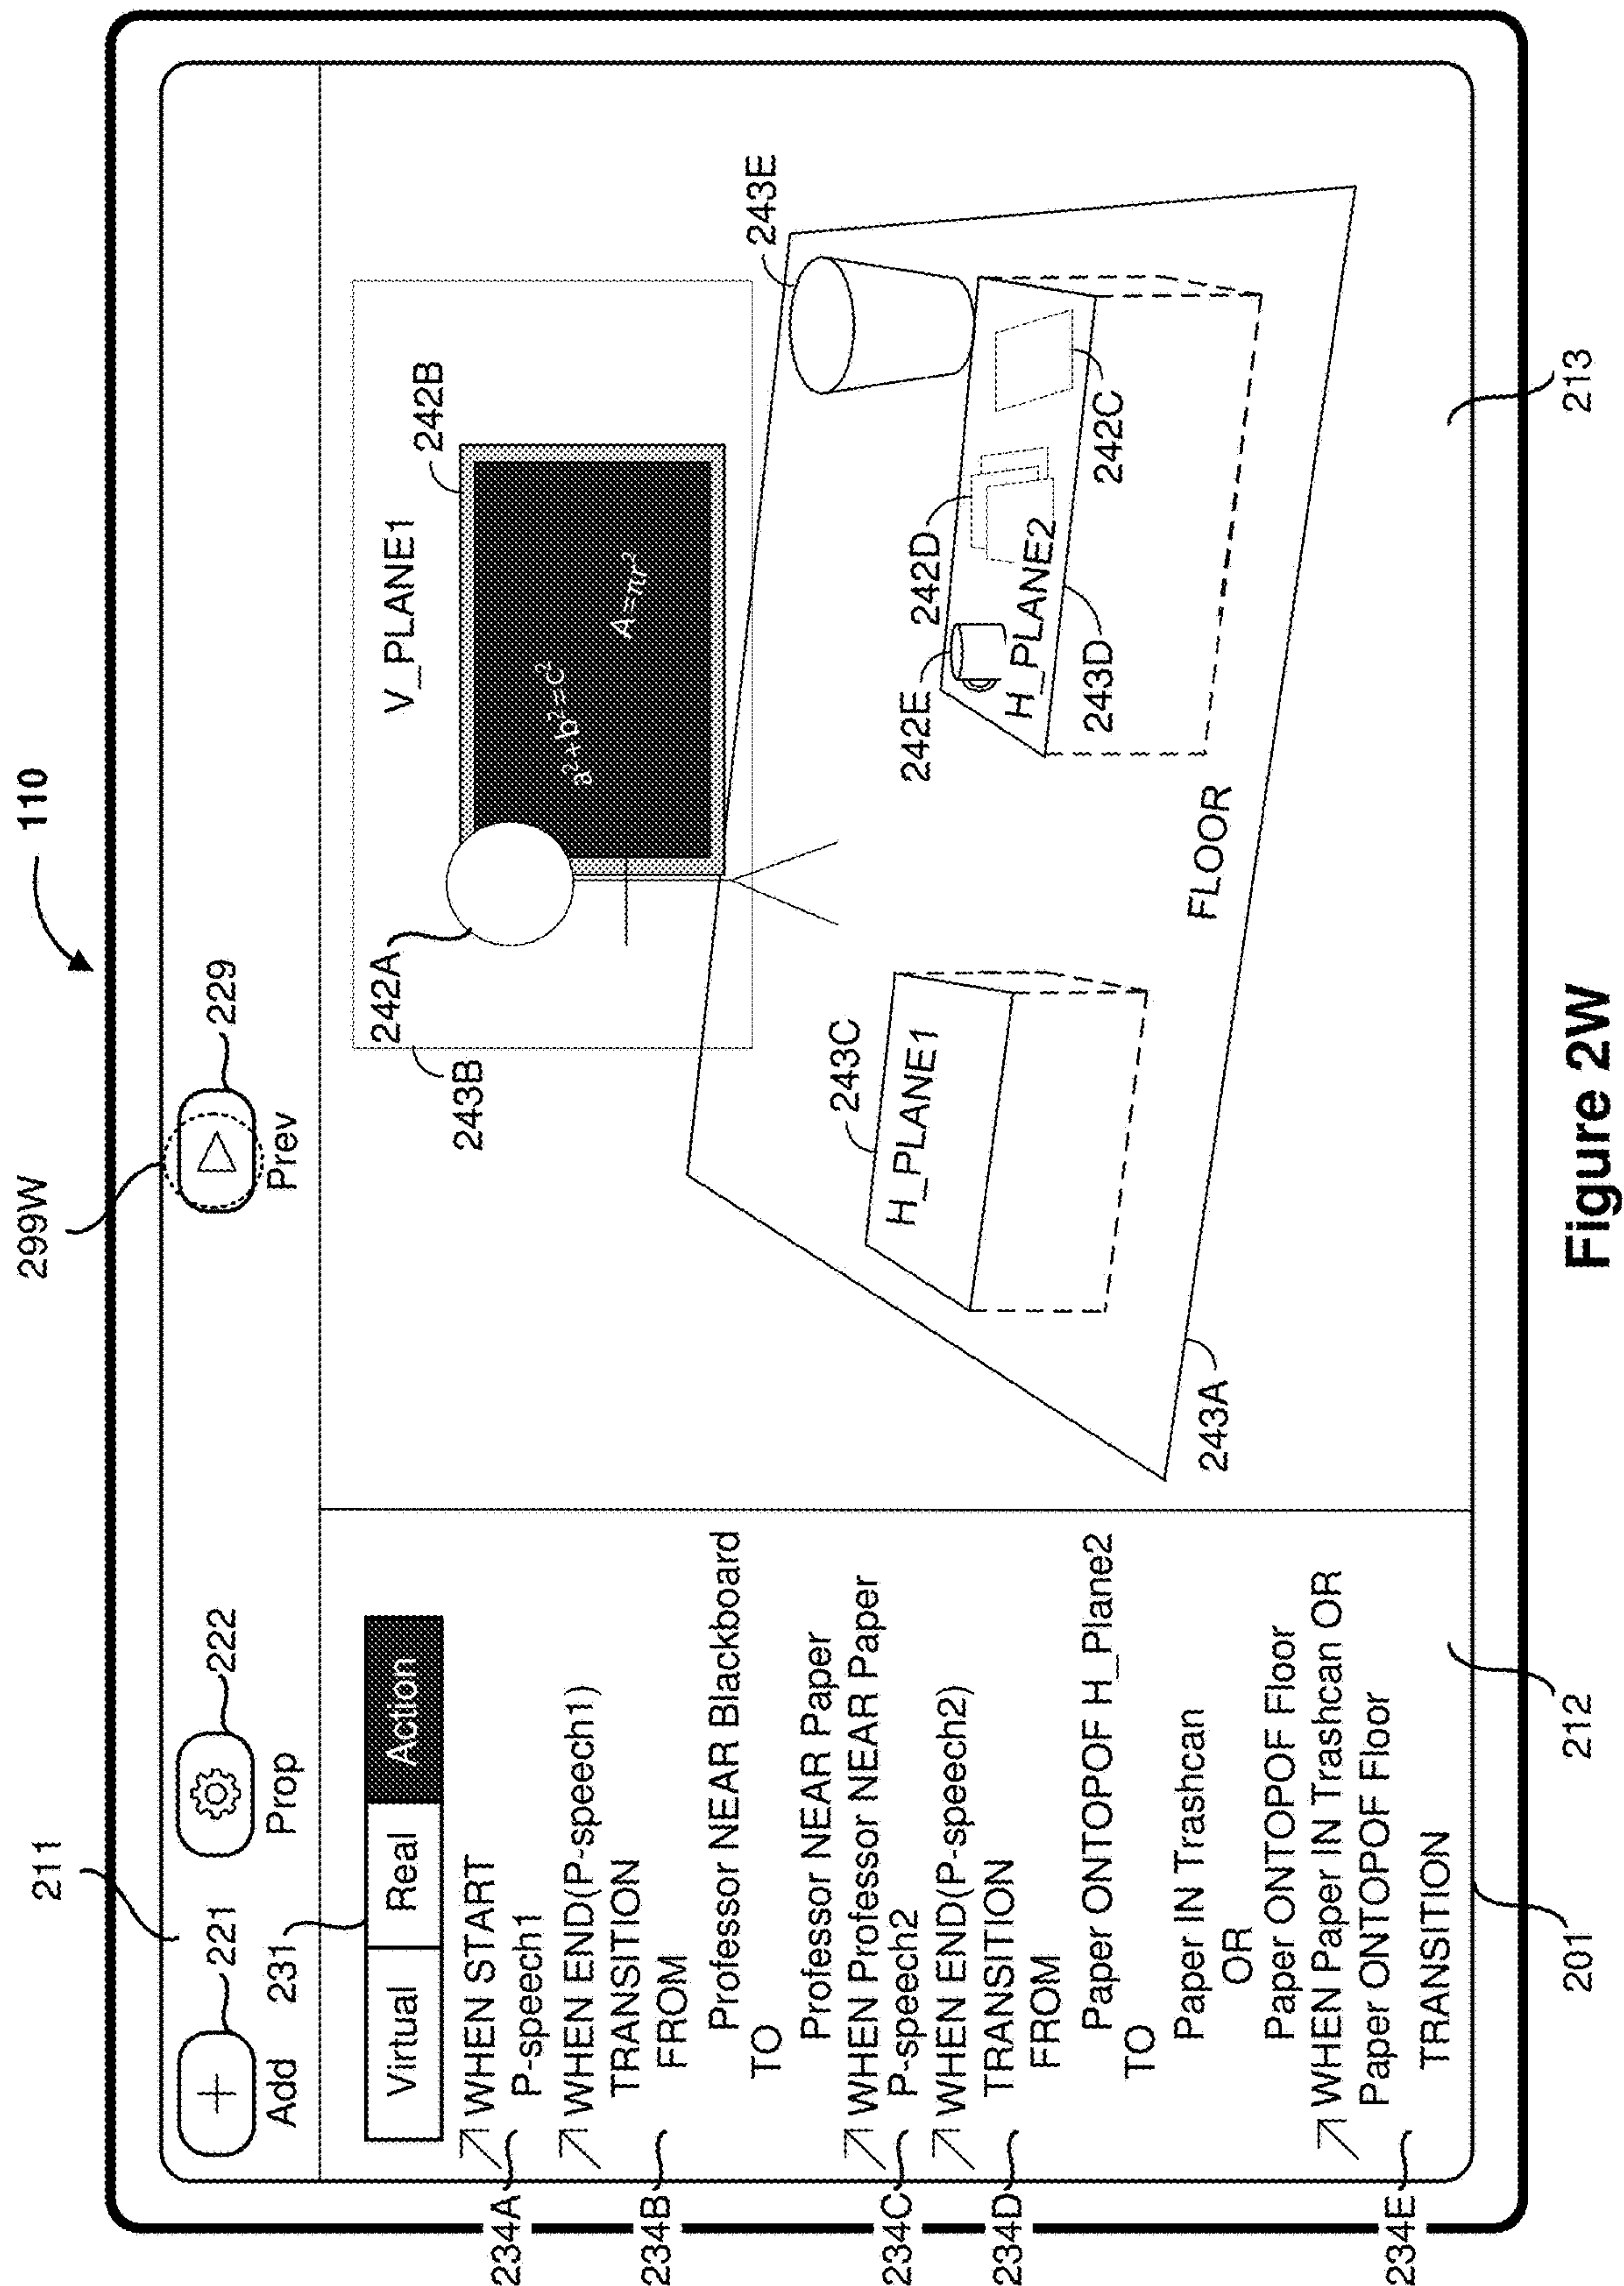 110
299W
211
221
222
229
Add
Prop
Prev
231
Virtual
Real
Action
234A
WHEN START
P-speech1
234B
WHEN END(P-speech1)
TRANSITION
FROM
Professor NEAR Blackboard
TO
Professor NEAR Paper
234C
WHEN Professor NEAR Paper
P-speech2
234D
WHEN END(P-speech2)
TRANSITION
FROM
Paper ONTOPOF H_Plane2
TO
Paper IN Trashcan
OR
Paper ONTOPOF Floor
234E
WHEN Paper IN Trashcan OR
Paper ONTOPOF Floor
TRANSITION
V_PLANE1
242A
242B
243B
a²+b²=c²
A=πr²
243E
243C
H_PLANE1
242E
242D
242C
H_PLANE2
243D
FLOOR
243A
201
212
213
Figure 2W